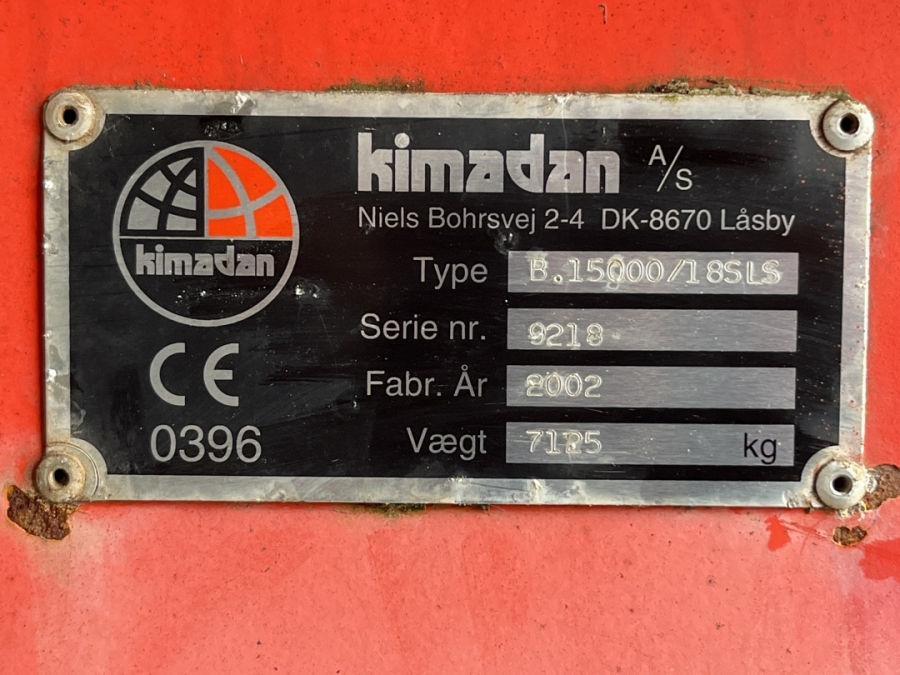 kimadan A/S
Niels Bohrsvej 2-4 DK-8670 Låsby
kimadan
Type B.15000/18SLS
Serie nr. 9218
Fabr. År 2002
Vægt 7125 kg
CE
0396